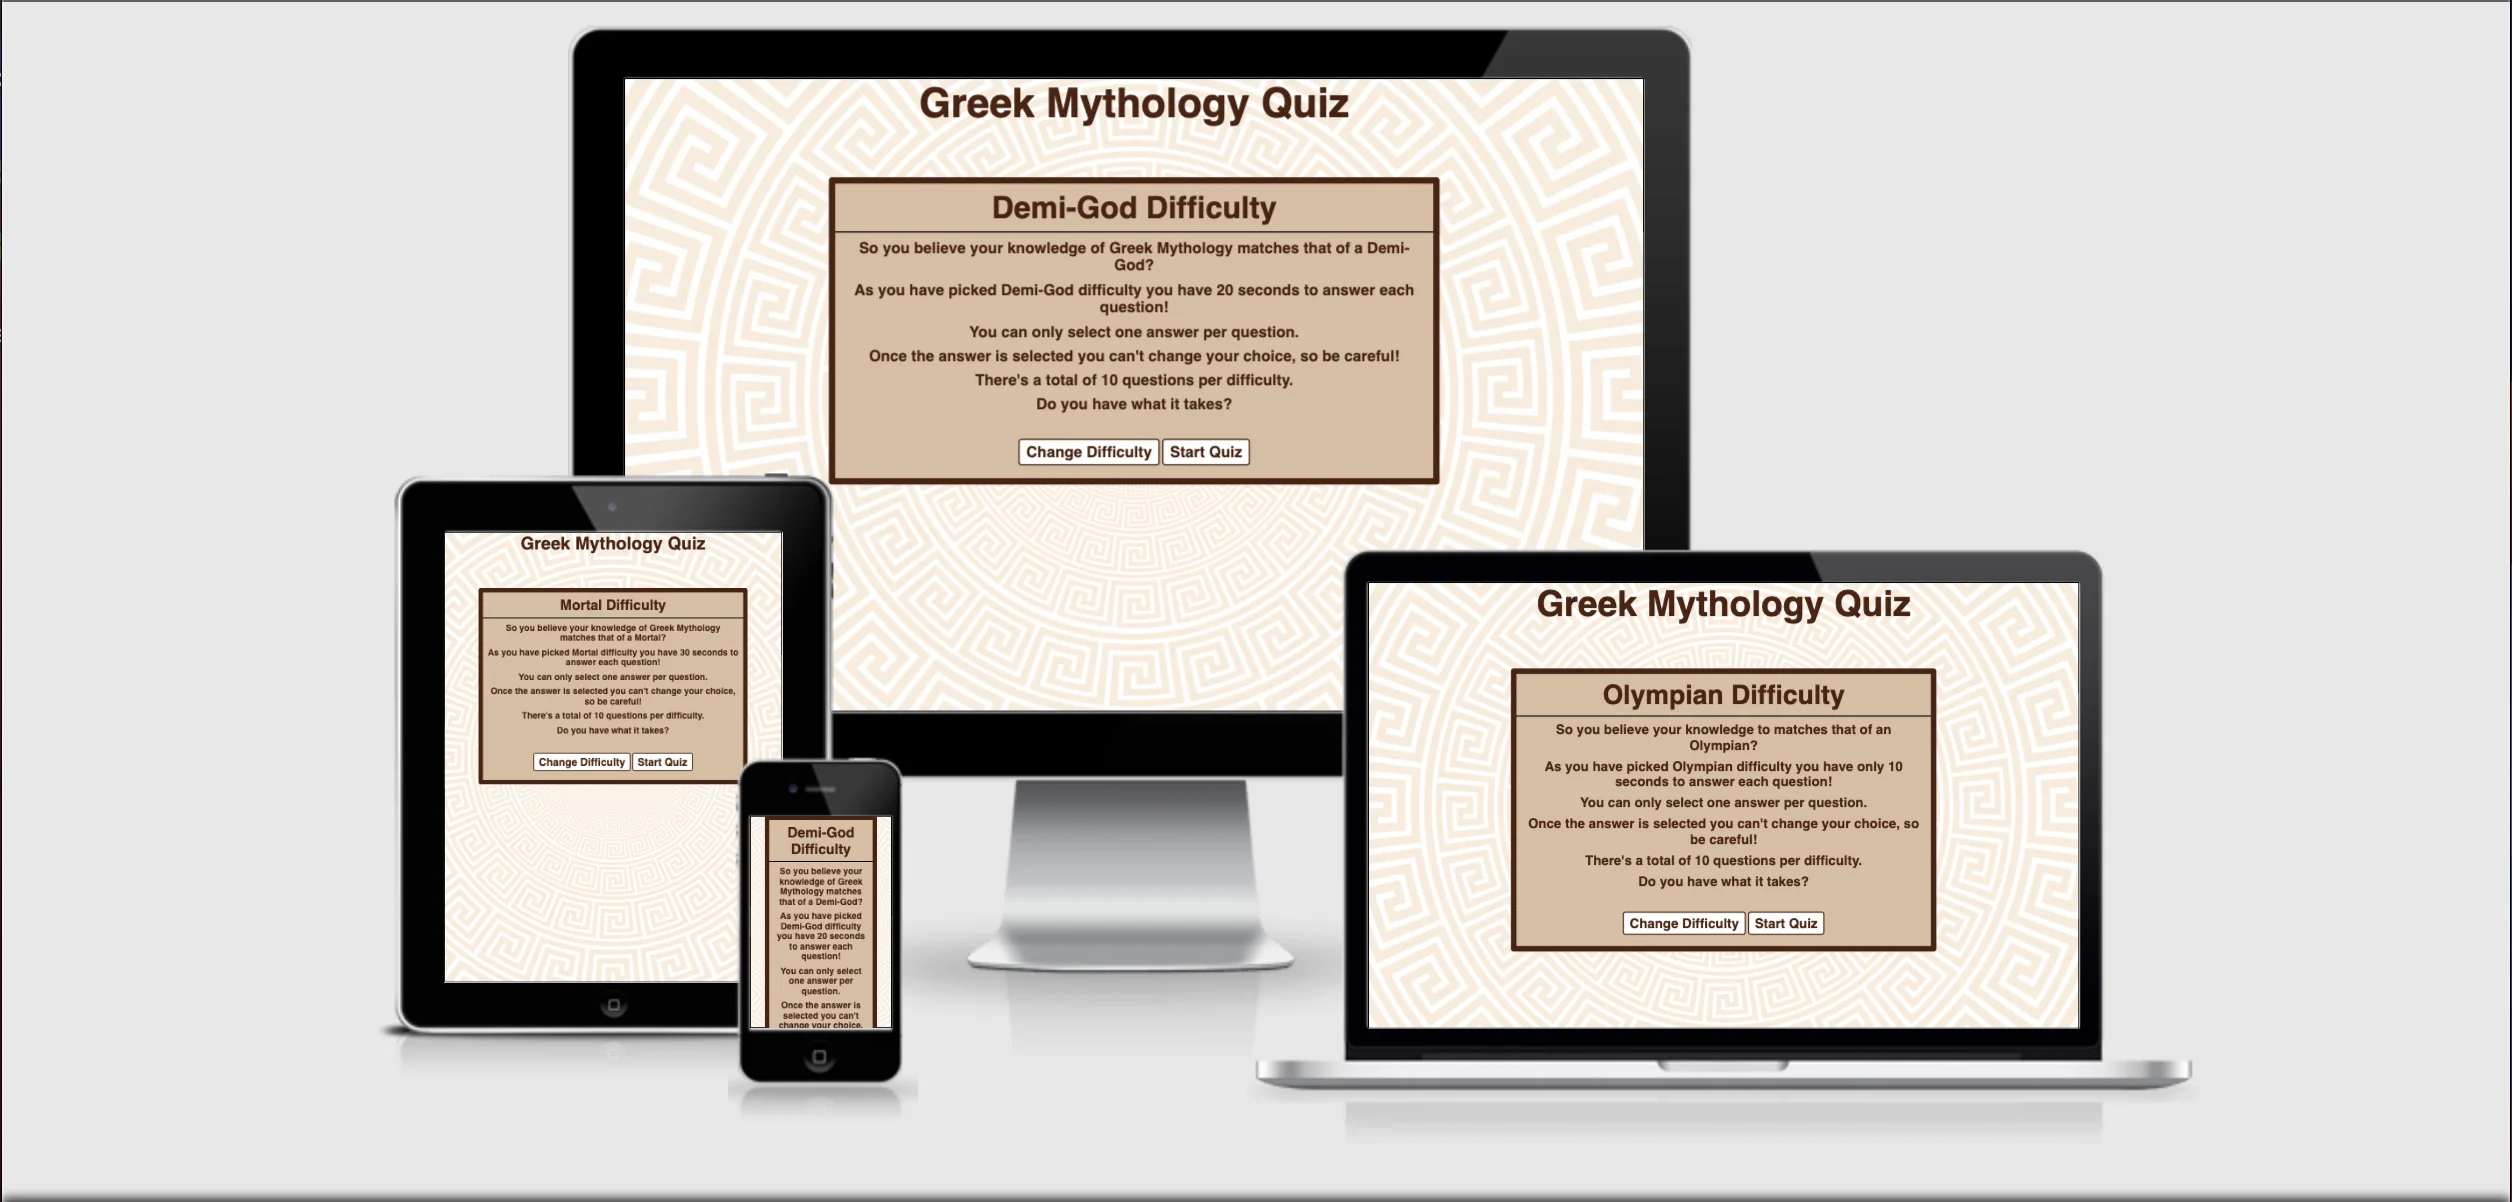 Greek Mythology Quiz
Demi-God Difficulty
So you believe your knowledge of Greek Mythology matches that of a Demi-
God?
As you have picked Demi-God difficulty you have 20 seconds to answer each
question!
You can only select one answer per question.
Once the answer is selected you can't change your choice, so be careful!
There's a total of 10 questions per difficulty.
Do you have what it takes?
Change Difficulty
Start Quiz
Greek Mythology Quiz
Mortal Difficulty
So you believe your knowledge of Greek Mythology
matches that of a Mortal?
As you have picked Mortal difficulty you have 30 seconds to
answer each question!
You can only select one answer per question.
Once the answer is selected you can't change your choice,
so be careful!
There's a total of 10 questions per difficulty.
Do you have what it takes?
Change Difficulty
Start Quiz
Demi-God
Difficulty
So you believe your
knowledge of Greek
Mythology matches
that of a Demi-God?
As you have picked
Demi-God difficulty
you have 20 seconds
to answer each
question!
You can only select
one answer per
question.
Once the answer is
selected you can't
change your choice,
Greek Mythology Quiz
Olympian Difficulty
So you believe your knowledge to matches that of an
Olympian?
As you have picked Olympian difficulty you have only 10
seconds to answer each question!
You can only select one answer per question.
Once the answer is selected you can't change your choice, so
be careful!
There's a total of 10 questions per difficulty.
Do you have what it takes?
Change Difficulty
Start Quiz